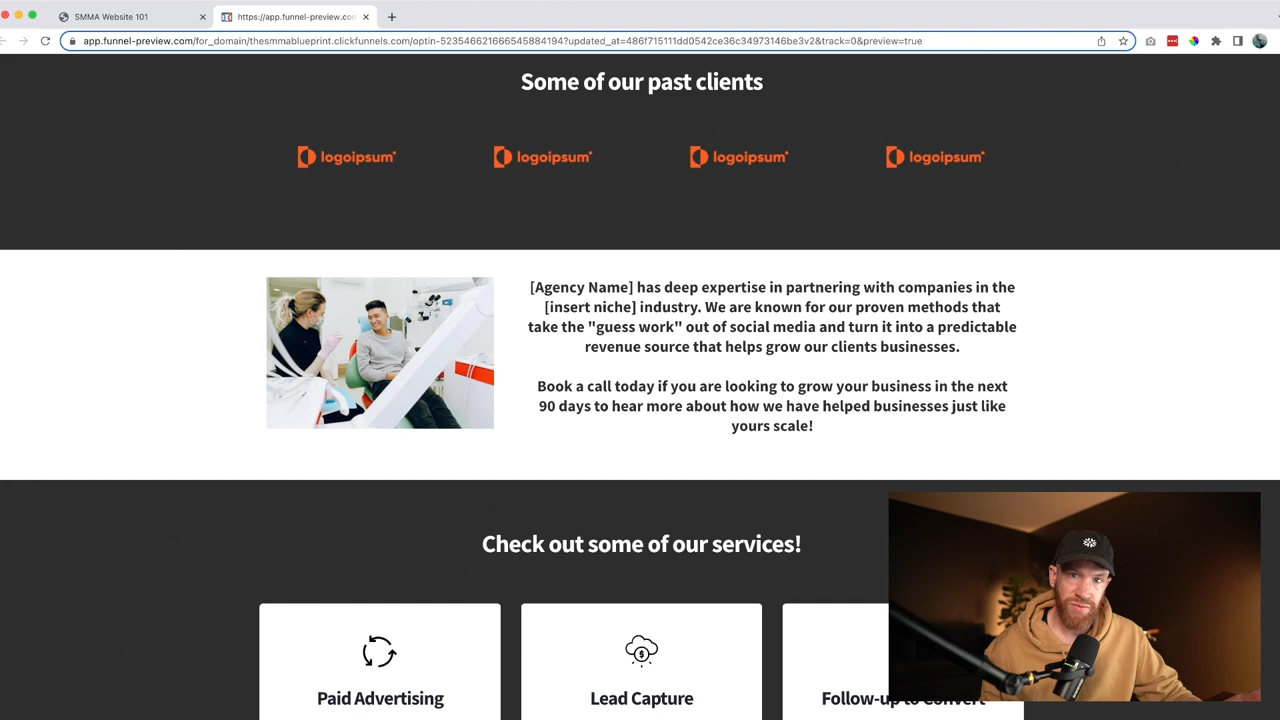 SMMA Website 101
https://app.funnel-preview.co
app.funnel-preview.com/for_domain/thesmmablueprint.clickfunnels.com/optin-523546621666545884194?updated_at=486f715111dd0542ce36c34973146be3v2&track=0&preview=true
Some of our past clients
logoipsum logoipsum logoipsum logoipsum
[Agency Name] has deep expertise in partnering with companies in the
[insert niche] industry. We are known for our proven methods that
take the "guess work" out of social media and turn it into a predictable
revenue source that helps grow our clients businesses.
Book a call today if you are looking to grow your business in the next
90 days to hear more about how we have helped businesses just like
yours scale!
Check out some of our services!
Paid Advertising
Lead Capture
Follow-up to Convert